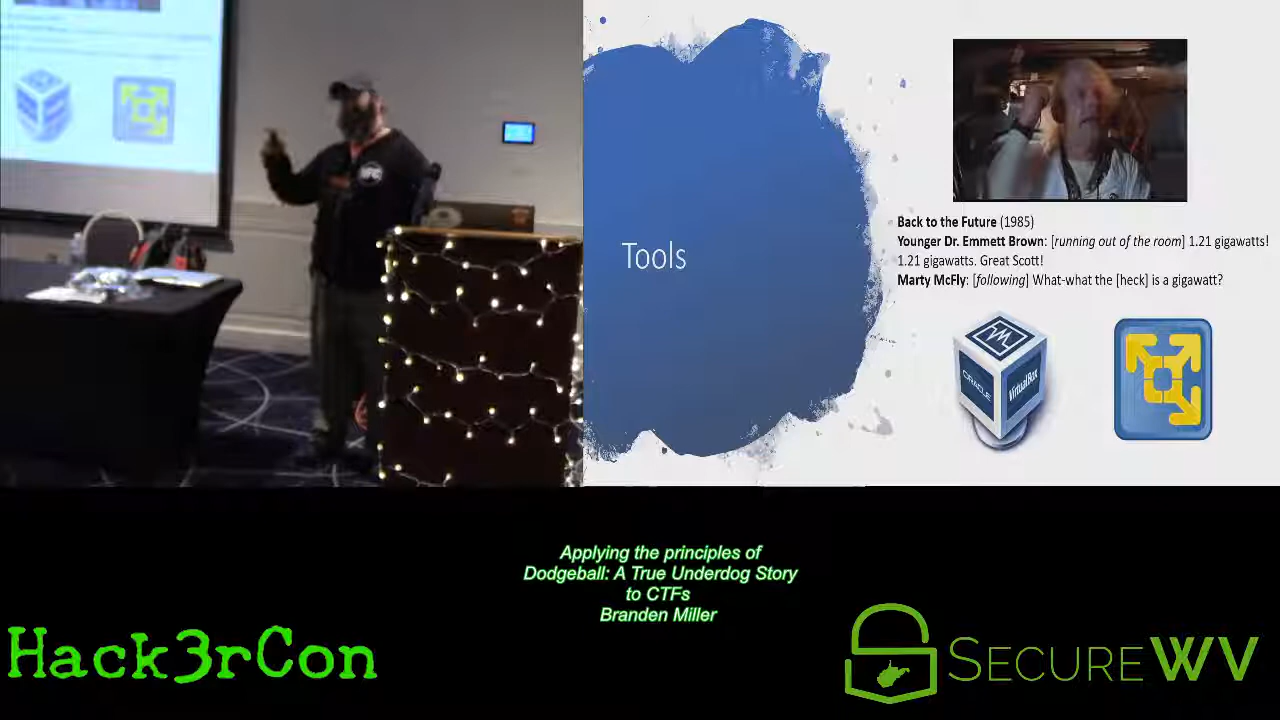 Tools
Back to the Future (1985)
Younger Dr. Emmett Brown: [running out of the room] 1.21 gigawatts!
1.21 gigawatts. Great Scott!
Marty McFly: [following] What-what the [heck] is a gigawatt?
ORACLE
VirtualBox
Applying the principles of
Dodgeball: A True Underdog Story
to CTFs
Branden Miller
Hack3rCon
SECUREWV